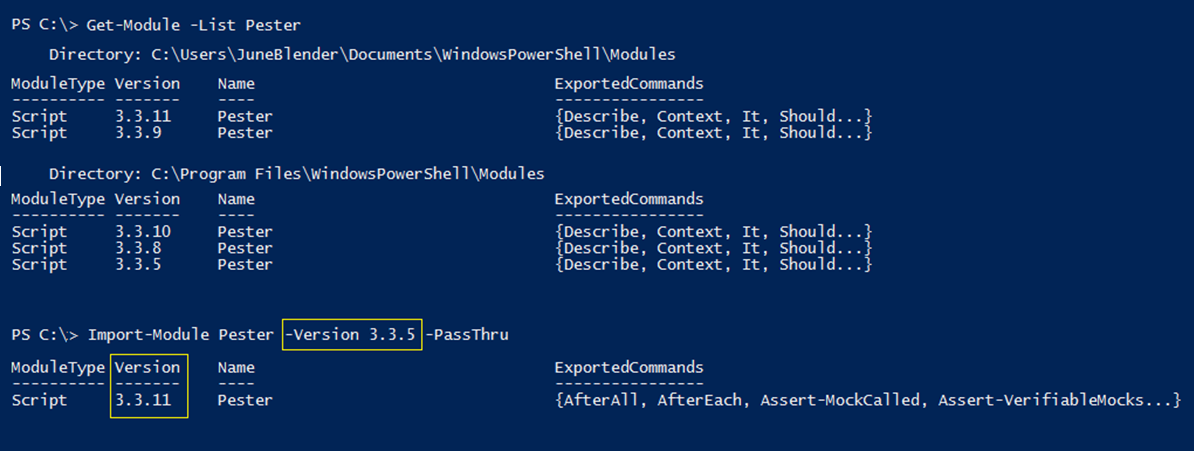 PS C:\> Get-Module -List Pester
Directory: C:\Users\JuneBlender\Documents\WindowsPowerShell\Modules
ModuleType Version Name ExportedCommands
---------- ------- ---- ----------------
Script 3.3.11 Pester {Describe, Context, It, Should...}
Script 3.3.9 Pester {Describe, Context, It, Should...}
Directory: C:\Program Files\WindowsPowerShell\Modules
ModuleType Version Name ExportedCommands
---------- ------- ---- ----------------
Script 3.3.10 Pester {Describe, Context, It, Should...}
Script 3.3.8 Pester {Describe, Context, It, Should...}
Script 3.3.5 Pester {Describe, Context, It, Should...}
PS C:\> Import-Module Pester -Version 3.3.5 -PassThru
ModuleType Version Name ExportedCommands
---------- ------- ---- ----------------
Script 3.3.11 Pester {AfterAll, AfterEach, Assert-MockCalled, Assert-VerifiableMocks...}